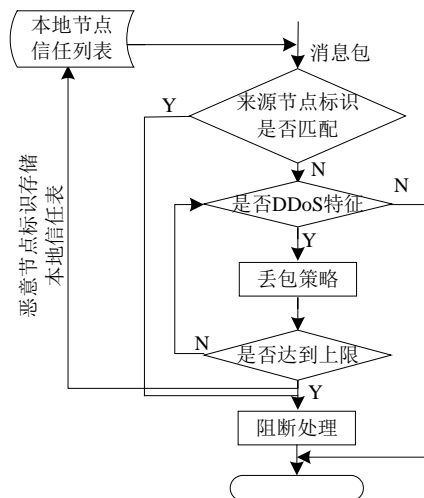 本地节点
信任列表
消息包
Y
来源节点标识
是否匹配
N
是否DDoS特征
N
Y
丢包策略
恶意节点标识存储
本地信任表
N
是否达到上限
Y
阻断处理